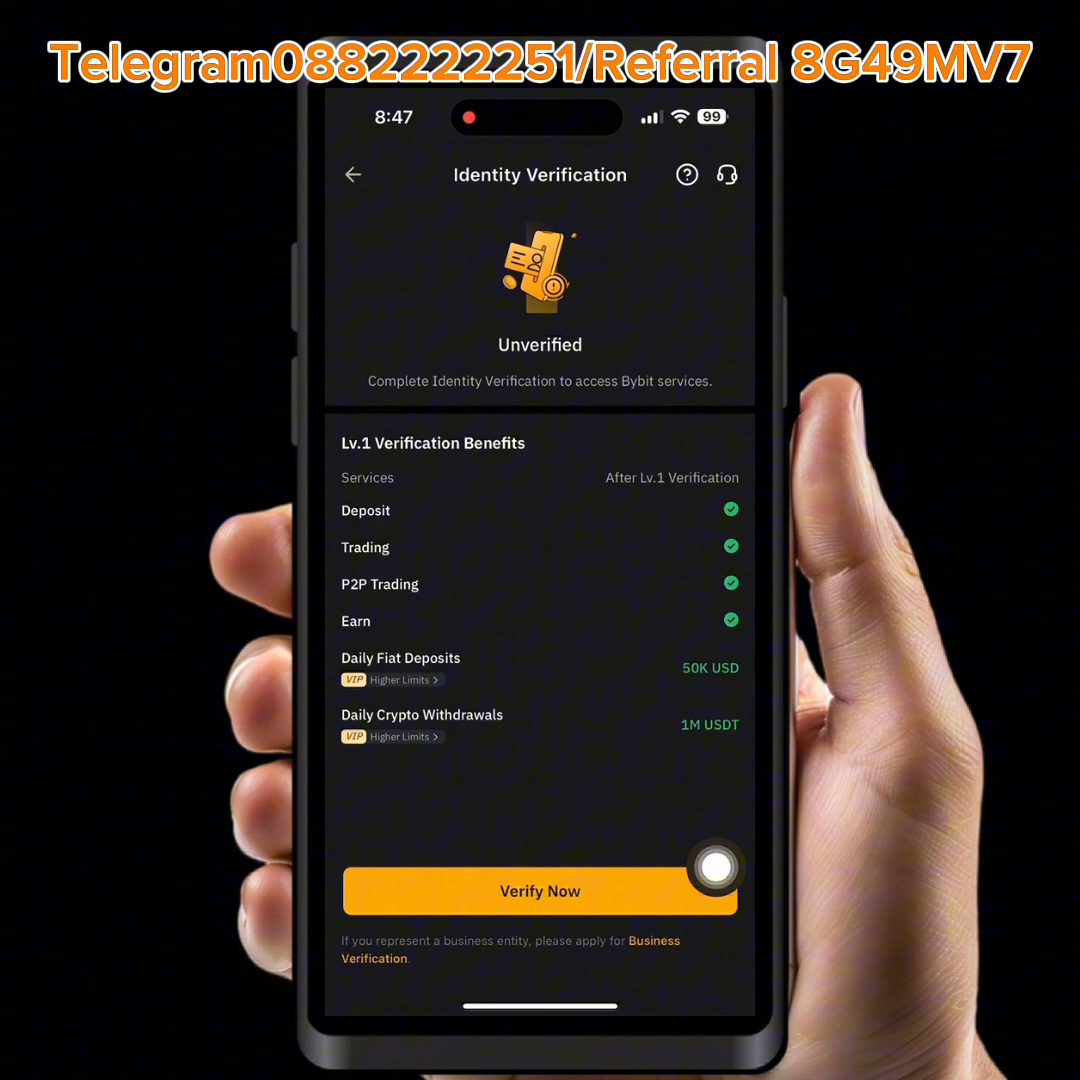 Telegram0882222251/Referral 8G49MV7
8:47
99
Identity Verification
Unverified
Complete Identity Verification to access Bybit services.
Lv.1 Verification Benefits
Services After Lv.1 Verification
Deposit
Trading
P2P Trading
Earn
Daily Fiat Deposits
50K USD
VIP Higher Limits >
Daily Crypto Withdrawals
1M USDT
VIP Higher Limits >
Verify Now
If you represent a business entity, please apply for Business
Verification.